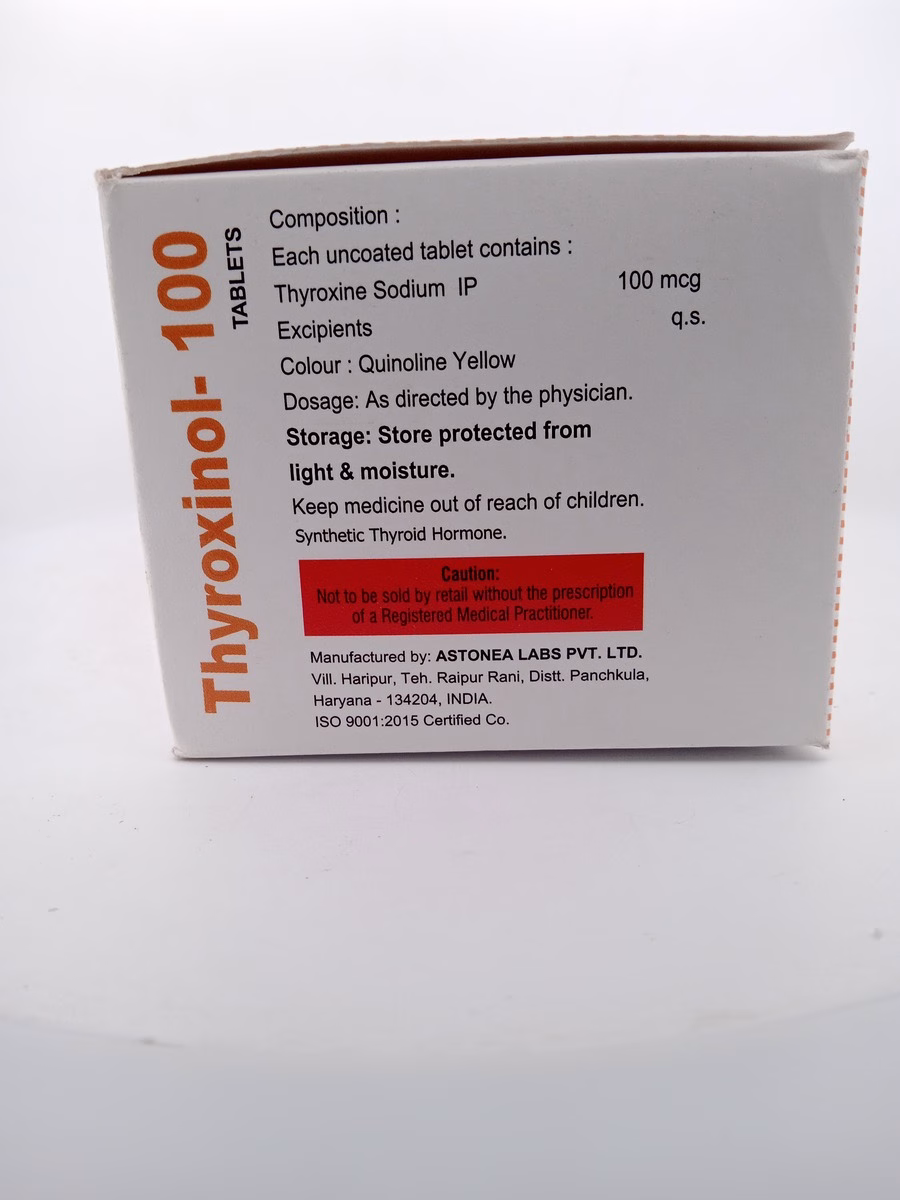 Thyroxinol- 100
TABLETS
Composition :
Each uncoated tablet contains :
Thyroxine Sodium IP 100 mcg
Excipients q.s.
Colour : Quinoline Yellow
Dosage: As directed by the physician.
Storage: Store protected from
light & moisture.
Keep medicine out of reach of children.
Synthetic Thyroid Hormone.
Caution:
Not to be sold by retail without the prescription
of a Registered Medical Practitioner.
Manufactured by: ASTONEA LABS PVT. LTD.
Vill. Haripur, Teh. Raipur Rani, Distt. Panchkula,
Haryana - 134204, INDIA.
ISO 9001:2015 Certified Co.